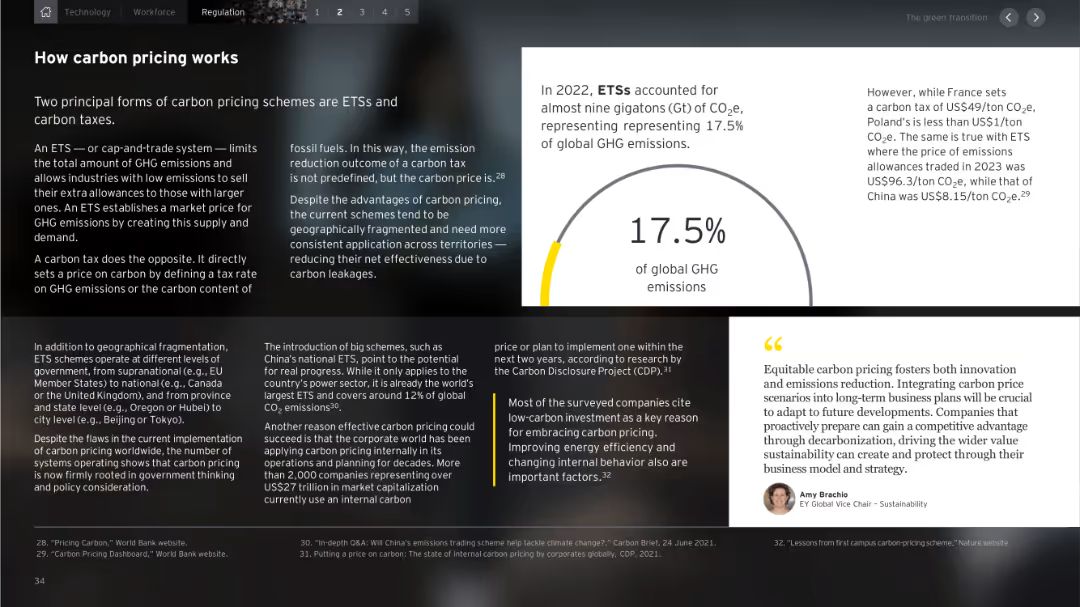 Technology
Workforce
Regulation
1 2 3 4 5
The green transition
How carbon pricing works
Two principal forms of carbon pricing schemes are ETSs and
carbon taxes.
An ETS — or cap-and-trade system — limits
the total amount of GHG emissions and
allows industries with low emissions to sell
their extra allowances to those with larger
ones. An ETS establishes a market price for
GHG emissions by creating this supply and
demand.
A carbon tax does the opposite. It directly
sets a price on carbon by defining a tax rate
on GHG emissions or the carbon content of
fossil fuels. In this way, the emission
reduction outcome of a carbon tax
is not predefined, but the carbon price is.²⁸
Despite the advantages of carbon pricing,
the current schemes tend to be
geographically fragmented and need more
consistent application across territories —
reducing their net effectiveness due to
carbon leakages.
In 2022, ETSs accounted for
almost nine gigatons (Gt) of CO₂e,
representing representing 17.5%
of global GHG emissions.
17.5%
of global GHG
emissions
However, while France sets
a carbon tax of US$49/ton CO₂e,
Poland's is less than US$1/ton
CO₂e. The same is true with ETS
where the price of emissions
allowances traded in 2023 was
US$96.3/ton CO₂e, while that of
China was US$8.15/ton CO₂e.²⁹
In addition to geographical fragmentation,
ETS schemes operate at different levels of
government, from supranational (e.g., EU
Member States) to national (e.g., Canada
or the United Kingdom), and from province
and state level (e.g., Oregon or Hubei) to
city level (e.g., Beijing or Tokyo).
Despite the flaws in the current implementation
of carbon pricing worldwide, the number of
systems operating shows that carbon pricing
is now firmly rooted in government thinking
and policy consideration.
The introduction of big schemes, such as
China's national ETS, point to the potential
for real progress. While it only applies to the
country's power sector, it is already the world's
largest ETS and covers around 12% of global
CO₂ emissions³⁰.
Another reason effective carbon pricing could
succeed is that the corporate world has been
applying carbon pricing internally in its
operations and planning for decades. More
than 2,000 companies representing over
US$27 trillion in market capitalization
currently use an internal carbon
price or plan to implement one within the
next two years, according to research by
the Carbon Disclosure Project (CDP).³¹
Most of the surveyed companies cite
low-carbon investment as a key reason
for embracing carbon pricing.
Improving energy efficiency and
changing internal behavior also are
important factors.³²
“
Equitable carbon pricing fosters both innovation
and emissions reduction. Integrating carbon price
scenarios into long-term business plans will be crucial
to adapt to future developments. Companies that
proactively prepare can gain a competitive advantage
through decarbonization, driving the wider value
sustainability can create and protect through their
business model and strategy.
Amy Brachio
EY Global Vice Chair – Sustainability
28. "Pricing Carbon," World Bank website.
29. "Carbon Pricing Dashboard," World Bank website.
30. "In-depth Q&A: Will China's emissions trading scheme help tackle climate change?," Carbon Brief, 24 June 2021.
31. Putting a price on carbon: The state of internal carbon pricing by corporates globally, CDP, 2021.
32. "Lessons from first campus carbon-pricing scheme," Nature website
34